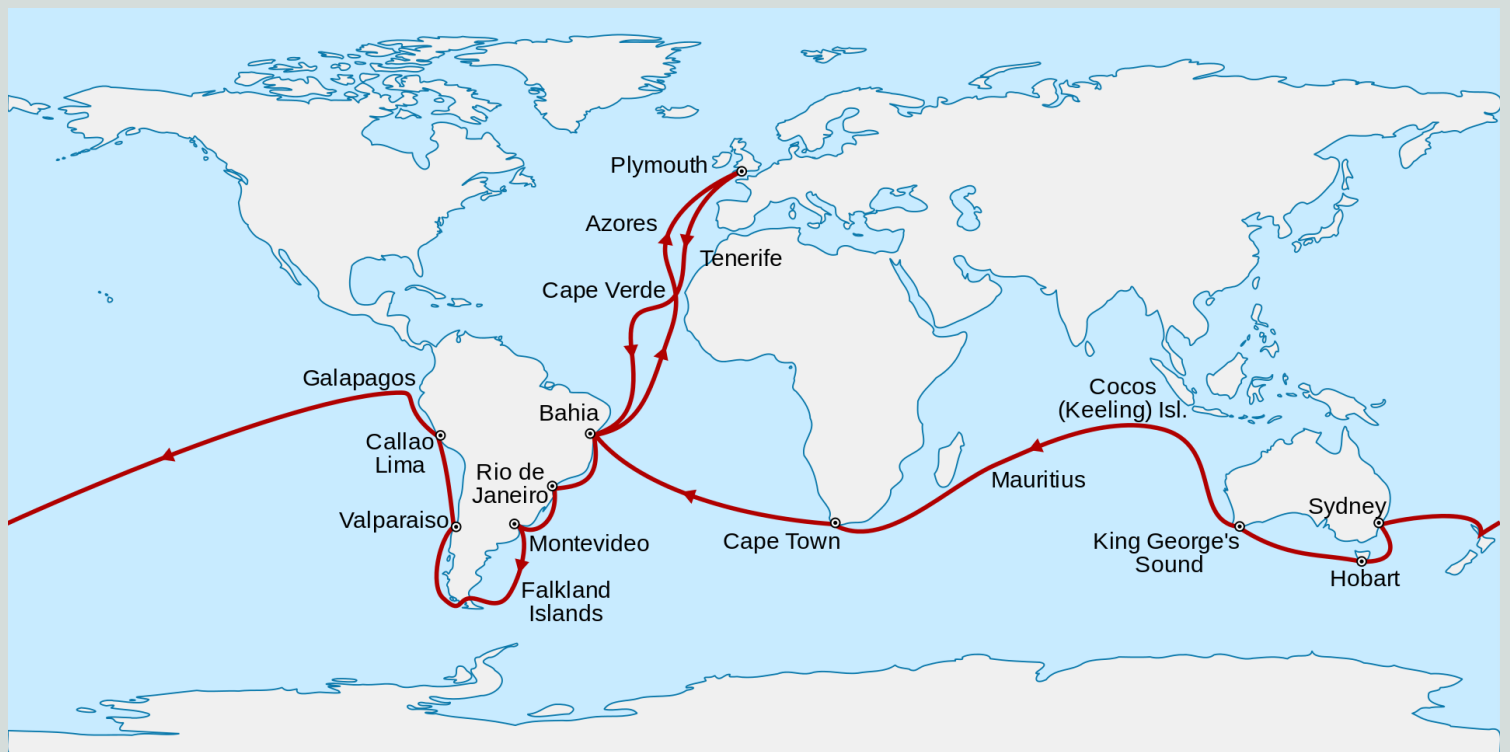 Plymouth
Azores
Tenerife
Cape Verde
Galapagos
Cocos
(Keeling) Isl.
Bahia
Callao
Lima
Rio de
Janeiro
Mauritius
Sydney
Valparaiso
Montevideo
Cape Town
King George's
Sound
Hobart
Falkland
Islands